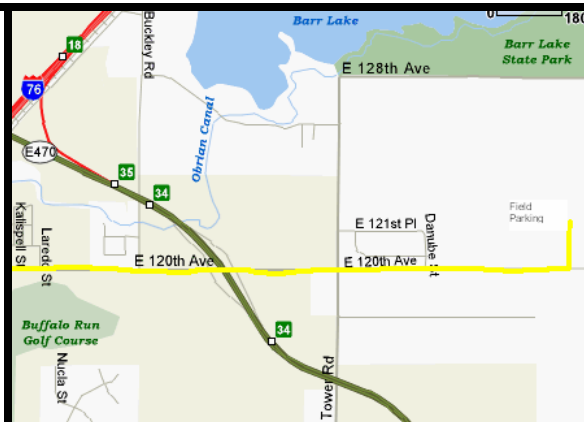 0
180
Barr Lake
Barr Lake
State Park
18
Buckley Rd
E 128th Ave
76
Obrian Canal
E470
35
34
Kalispell St
Laredo St
Field
Parking
E 121st Pl
Danube St
E 120th Ave
E 120th Ave
Buffalo Run
Golf Course
34
Nucla St
Tower Rd